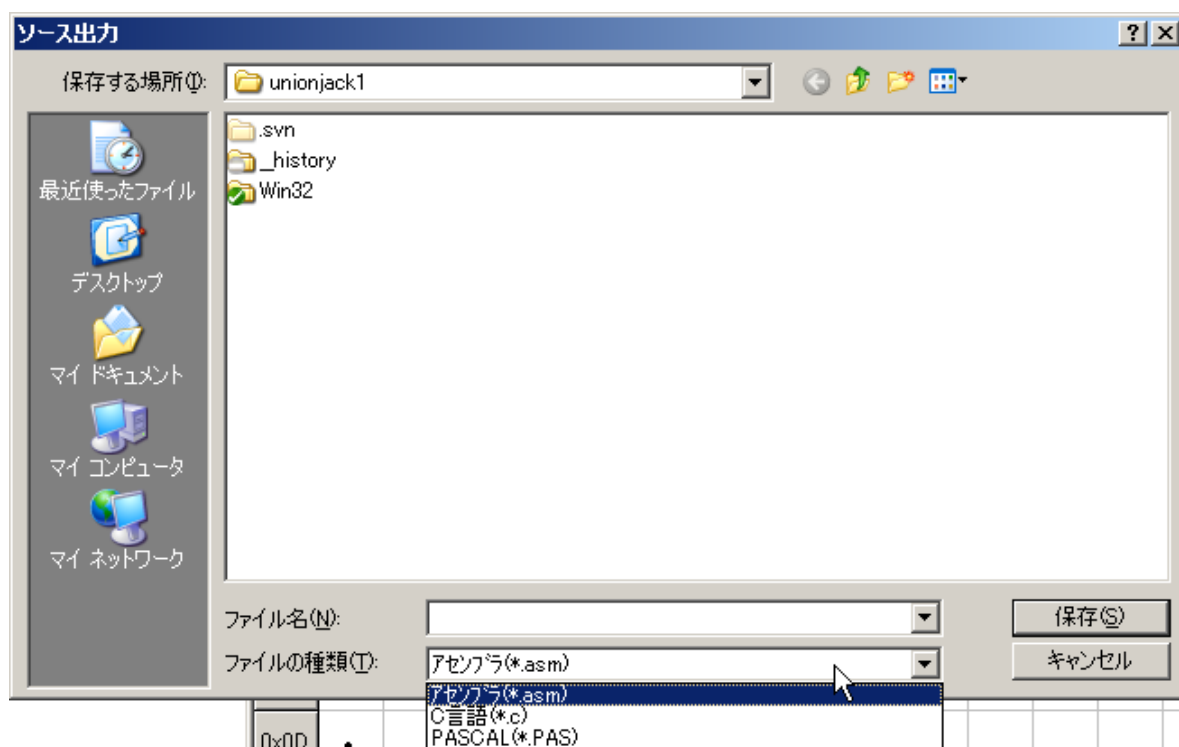 ソース出力
保存する場所(I):
unionjack1
.svn
_history
Win32
最近使ったファイル
デスクトップ
マイ ドキュメント
マイ コンピュータ
マイ ネットワーク
ファイル名(N):
保存(S)
ファイルの種類(T):
アセンブラ(*.asm)
キャンセル
アセンブラ(*.asm)
C言語(*.c)
PASCAL(*.PAS)
0x0D